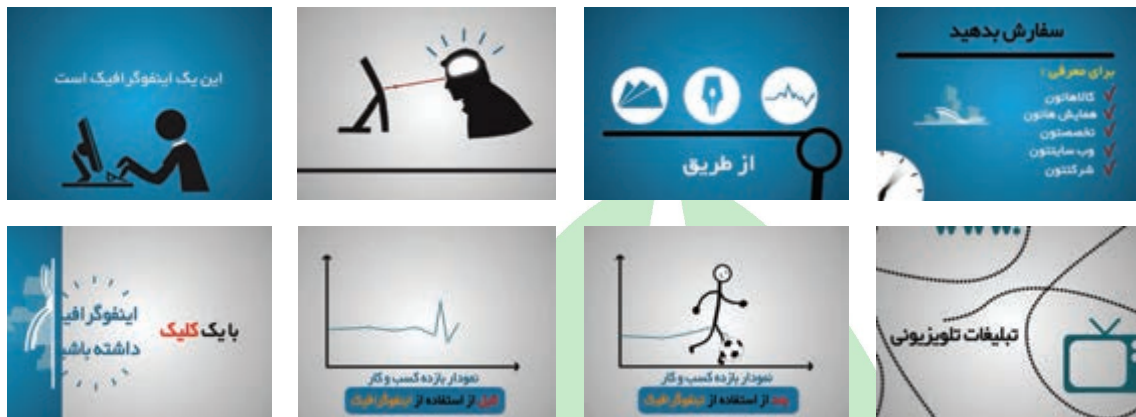 این یک اینفوگرافیک است
از طریق
سفارش بدهید
برای معرفی :
کالاهاتون
همایش هاتون
تخصصتون
وب سایتتون
شرکتتون
با یک کلیک
اینفوگرافی
داشته باشی
نمودار بازده کسب و کار
قبل از استفاده از اینفوگرافیک
نمودار بازده کسب و کار
بعد از استفاده از اینفوگرافیک
www.
تبلیغات تلویزیونی